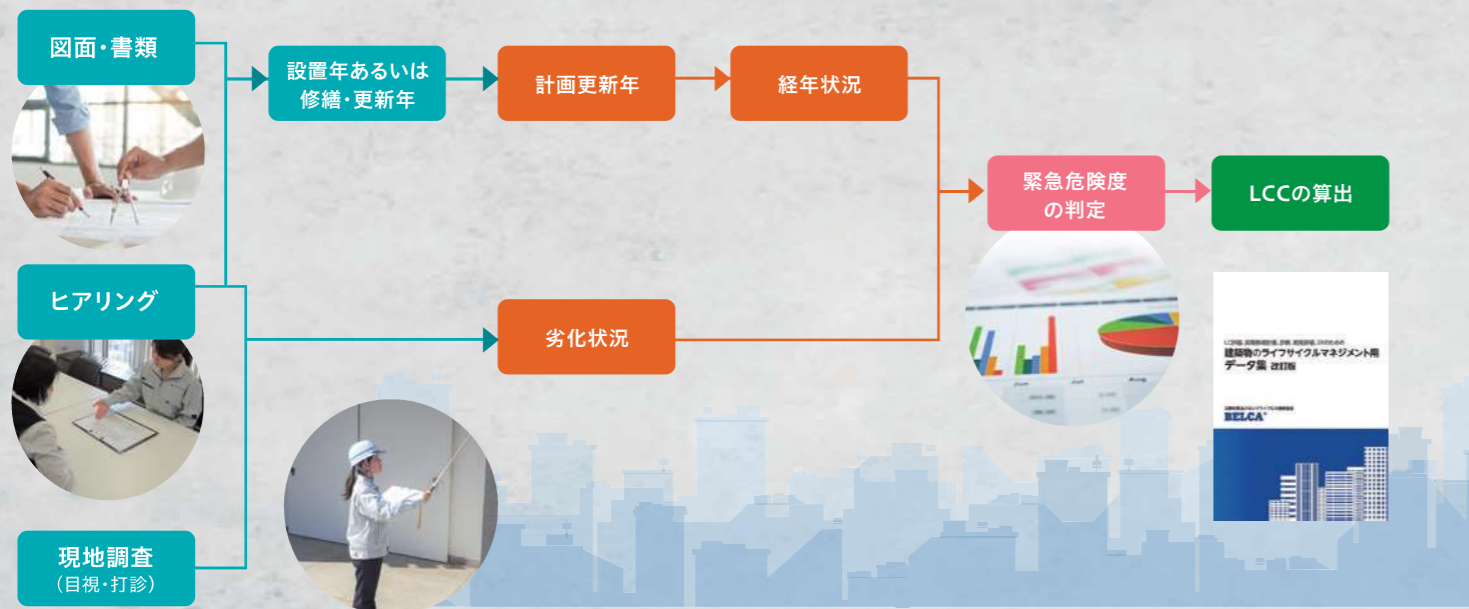 図面・書類
設置年あるいは
修繕・更新年
計画更新年
経年状況
緊急危険度
の判定
LCCの算出
ヒアリング
劣化状況
現地調査
(目視・打診)
建築物のライフサイクルマネジメント用
データ集 改訂版
BELCA